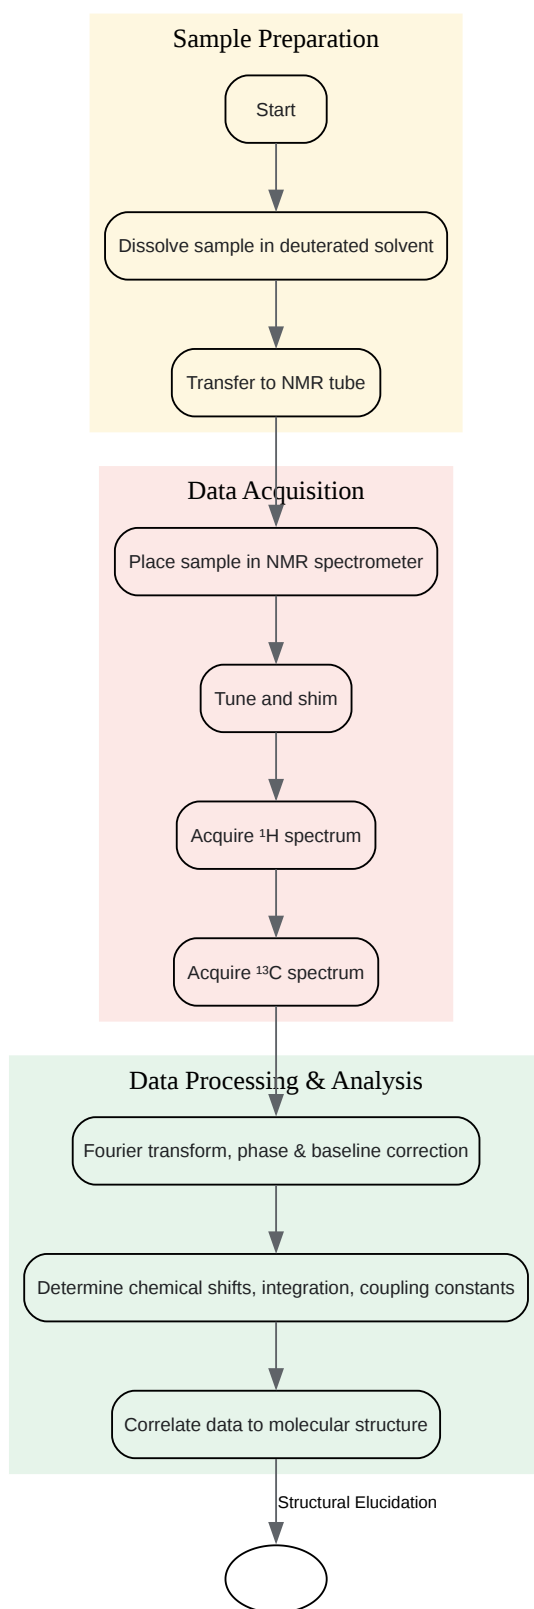 Sample Preparation
Start
Dissolve sample in deuterated solvent
Transfer to NMR tube
Data Acquisition
Place sample in NMR spectrometer
Tune and shim
Acquire ¹H spectrum
Acquire ¹³C spectrum
Data Processing & Analysis
Fourier transform, phase & baseline correction
Determine chemical shifts, integration, coupling constants
Correlate data to molecular structure
Structural Elucidation